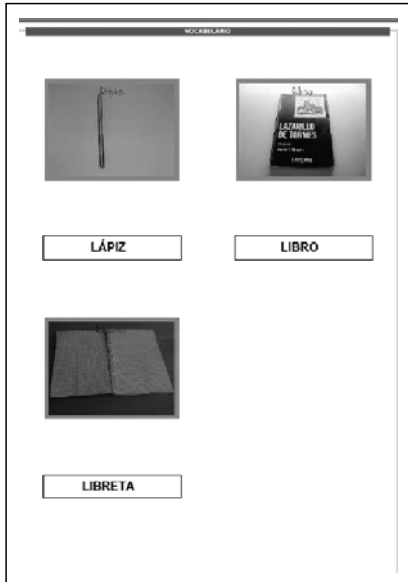 VOCABULARIO
LAZARILLO
DE TORMES
LÁPIZ
LIBRO
LIBRETA